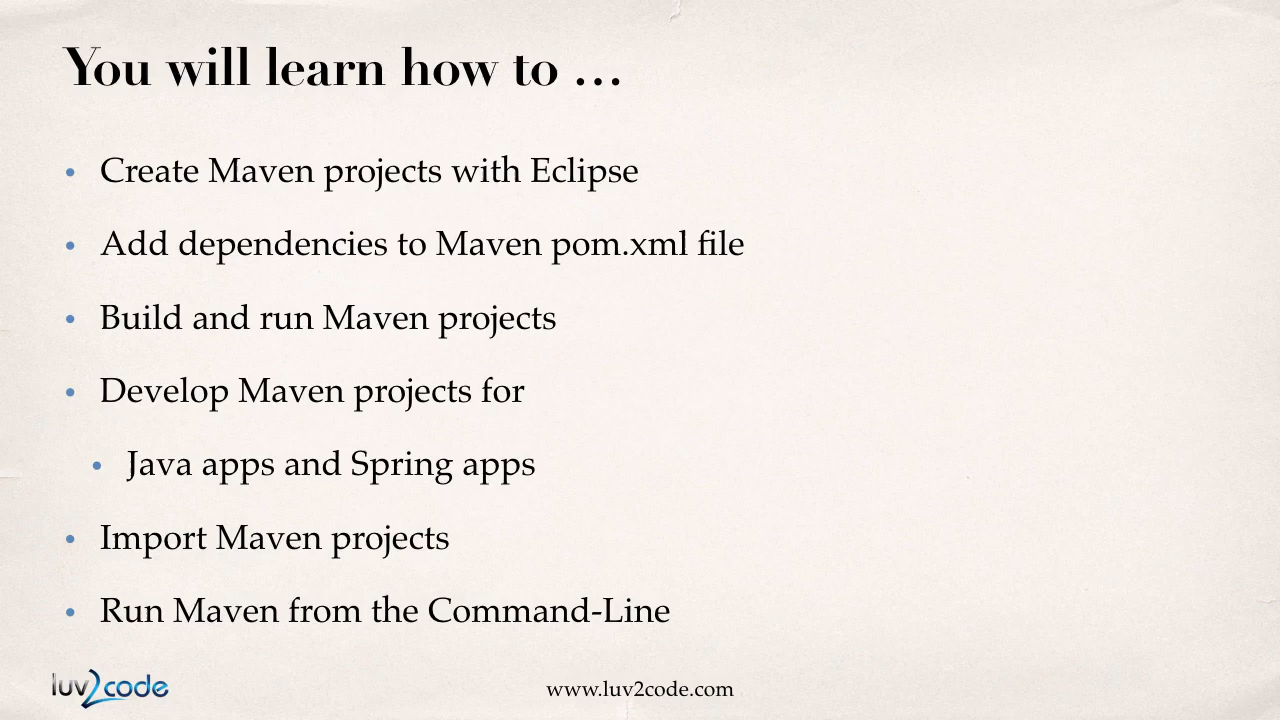 You will learn how to …
• Create Maven projects with Eclipse
• Add dependencies to Maven pom.xml file
• Build and run Maven projects
• Develop Maven projects for
• Java apps and Spring apps
• Import Maven projects
• Run Maven from the Command-Line
luv2code
www.luv2code.com